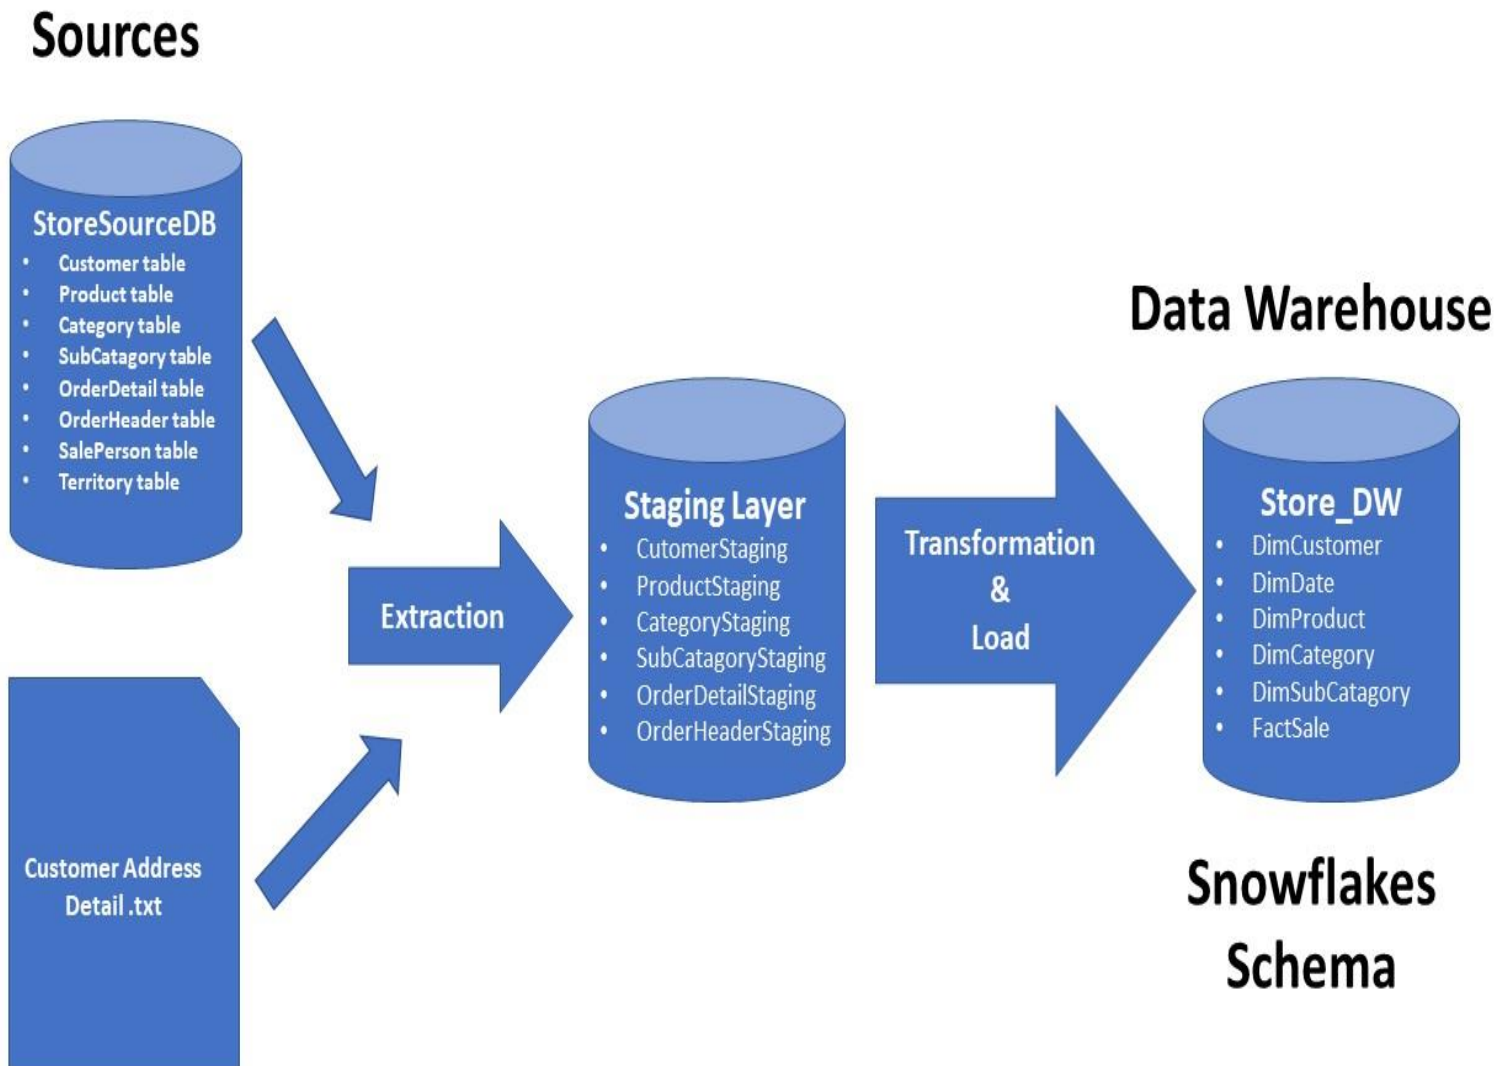 Sources
StoreSourceDB
• Customer table
• Product table
• Category table
• SubCatagory table
• OrderDetail table
• OrderHeader table
• SalePerson table
• Territory table
Customer Address
Detail .txt
Extraction
Staging Layer
• CutomerStaging
• ProductStaging
• CategoryStaging
• SubCatagoryStaging
• OrderDetailStaging
• OrderHeaderStaging
Transformation
&
Load
Data Warehouse
Store_DW
• DimCustomer
• DimDate
• DimProduct
• DimCategory
• DimSubCatagory
• FactSale
Snowflakes
Schema